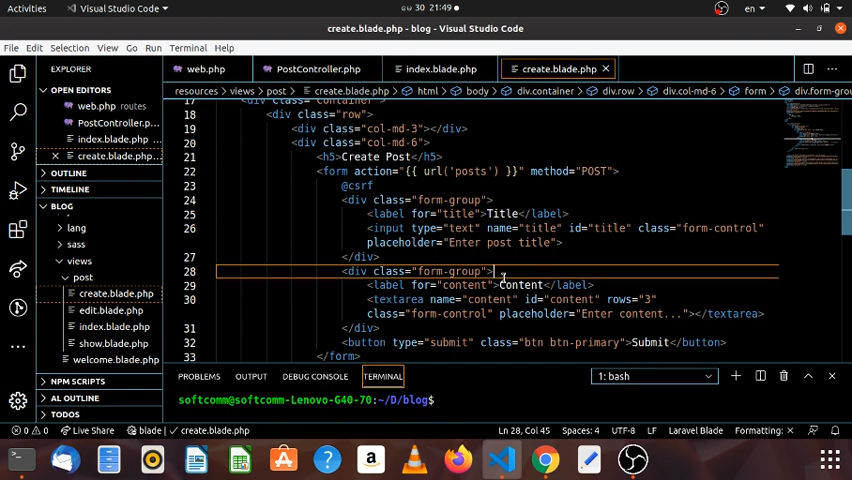 Activities
Visual Studio Code
30 21:49
en
create.blade.php - blog - Visual Studio Code
File Edit Selection View Go Run Terminal Help
EXPLORER
web.php
PostController.php
index.blade.php
create.blade.php
OPEN EDITORS
web.php routes
PostController.p...
index.blade.php ...
create.blade.php...
OUTLINE
TIMELINE
BLOG
lang
sass
views
post
create.blade.php
edit.blade.php
index.blade.php
show.blade.php
welcome.blade.php
NPM SCRIPTS
AL OUTLINE
TODOS
resources > views > post > create.blade.php > html > body > div.container > div.row > div.col-md-6 > form > div.form-grou
17 <div class="container">
18 <div class="row">
19 <div class="col-md-3"></div>
20 <div class="col-md-6">
21 <h5>Create Post</h5>
22 <form action="{{ url('posts') }}" method="POST">
23 @csrf
24 <div class="form-group">
25 <label for="title">Title</label>
26 <input type="text" name="title" id="title" class="form-control"
placeholder="Enter post title">
27 </div>
28 <div class="form-group">
29 <label for="content">Content</label>
30 <textarea name="content" id="content" rows="3"
class="form-control" placeholder="Enter content..."></textarea>
31 </div>
32 <button type="submit" class="btn btn-primary">Submit</button>
33 </form>
PROBLEMS OUTPUT DEBUG CONSOLE TERMINAL
1: bash
softcomm@softcomm-Lenovo-G40-70:~/D/blog$
0 0 Live Share blade | create.blade.php Ln 28, Col 45 Spaces: 4 UTF-8 LF Laravel Blade Formatting: